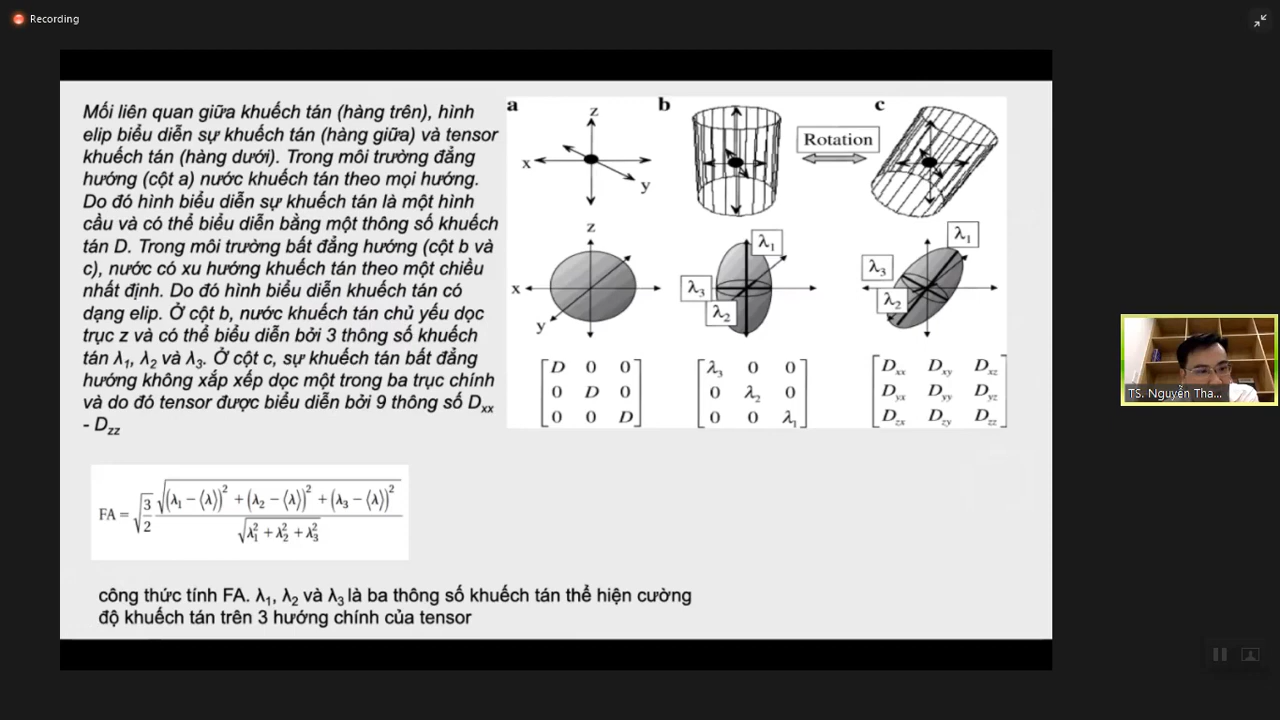 Recording
Mối liên quan giữa khuếch tán (hàng trên), hình
elip biểu diễn sự khuếch tán (hàng giữa) và tensor
khuếch tán (hàng dưới). Trong môi trường đẳng
hướng (cột a) nước khuếch tán theo mọi hướng.
Do đó hình biểu diễn sự khuếch tán là một hình
cầu và có thể biểu diễn bằng một thông số khuếch
tán D. Trong môi trường bất đẳng hướng (cột b và
c), nước có xu hướng khuếch tán theo một chiều
nhất định. Do đó hình biểu diễn khuếch tán có
dạng elip. Ở cột b, nước khuếch tán chủ yếu dọc
trục z và có thể biểu diễn bởi 3 thông số khuếch
tán λ₁, λ₂ và λ₃. Ở cột c, sự khuếch tán bất đẳng
hướng không xắp xếp dọc một trong ba trục chính
và do đó tensor được biểu diễn bởi 9 thông số Dxx
- Dzz
a
z
x
y
b
Rotation
c
z
x
y
λ₁
λ₃
λ₂
λ₁
λ₃
λ₂
D 0 0
0 D 0
0 0 D
λ₃ 0 0
0 λ₂ 0
0 0 λ₁
Dxx Dxy Dxz
Dyx Dyy Dyz
Dzx Dzy Dzz
FA = √(3/2) √((λ₁ − ⟨λ⟩)² + (λ₂ − ⟨λ⟩)² + (λ₃ − ⟨λ⟩)²) / √(λ₁² + λ₂² + λ₃²)
công thức tính FA. λ₁, λ₂ và λ₃ là ba thông số khuếch tán thể hiện cường
độ khuếch tán trên 3 hướng chính của tensor
TS. Nguyễn Tha...